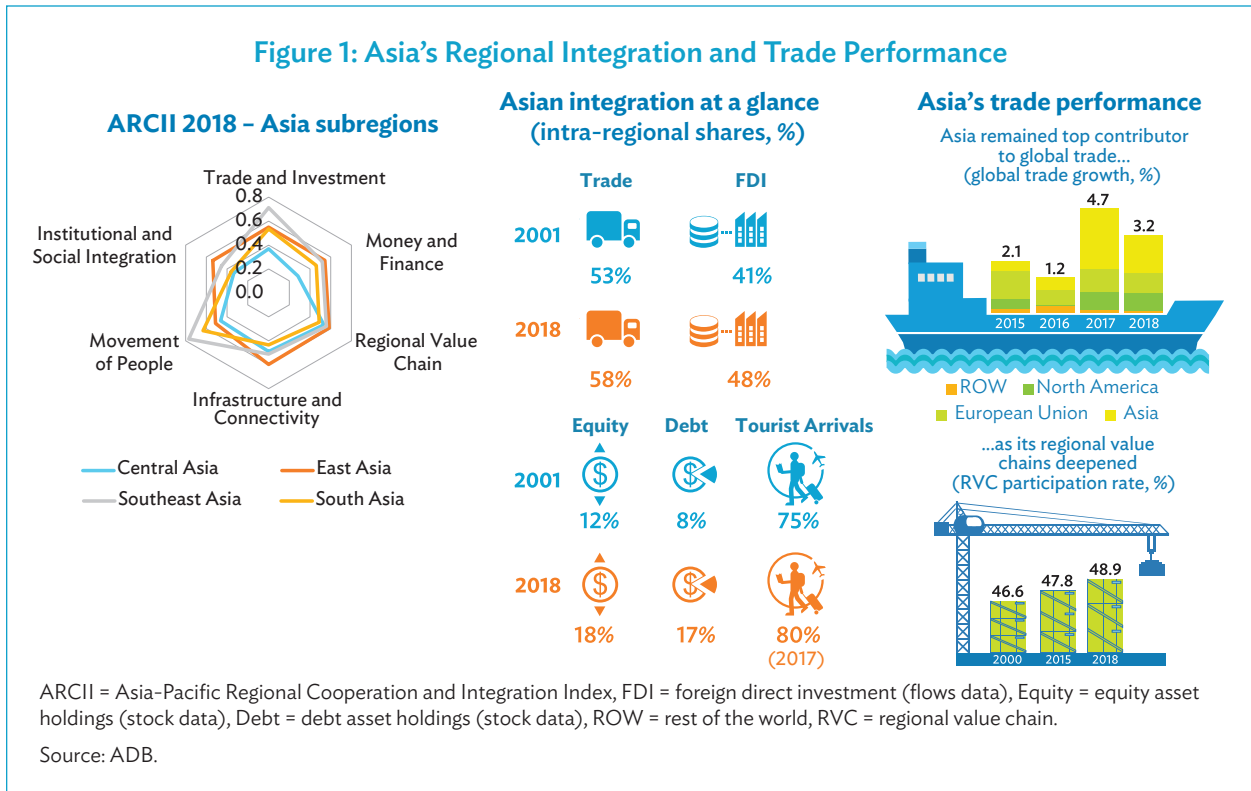 Figure 1: Asia's Regional Integration and Trade Performance
ARCII 2018 – Asia subregions
Trade and Investment
0.8
0.6
0.4
0.2
0.0
Institutional and
Social Integration
Money and
Finance
Movement
of People
Regional Value
Chain
Infrastructure and
Connectivity
Central Asia
East Asia
Southeast Asia
South Asia
Asian integration at a glance
(intra-regional shares, %)
Trade FDI
2001
53% 41%
2018
58% 48%
Equity Debt Tourist Arrivals
2001
$ $
12% 8% 75%
2018
$ $
18% 17% 80%
(2017)
Asia's trade performance
Asia remained top contributor
to global trade...
(global trade growth, %)
2.1
1.2
4.7
3.2
2015 2016 2017 2018
ROW North America
European Union Asia
...as its regional value
chains deepened
(RVC participation rate, %)
46.6
47.8
48.9
2000 2015 2018
ARCII = Asia-Pacific Regional Cooperation and Integration Index, FDI = foreign direct investment (flows data), Equity = equity asset
holdings (stock data), Debt = debt asset holdings (stock data), ROW = rest of the world, RVC = regional value chain.
Source: ADB.